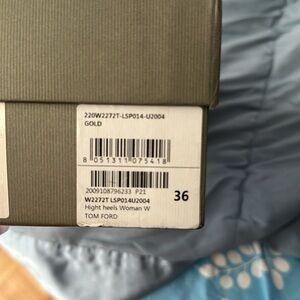 220W2272T-LSP014-U2004
GOLD
8 051311 075418
2009108796233 P21
W2272T LSP014U2004
36
Hight heels Woman W
TOM FORD